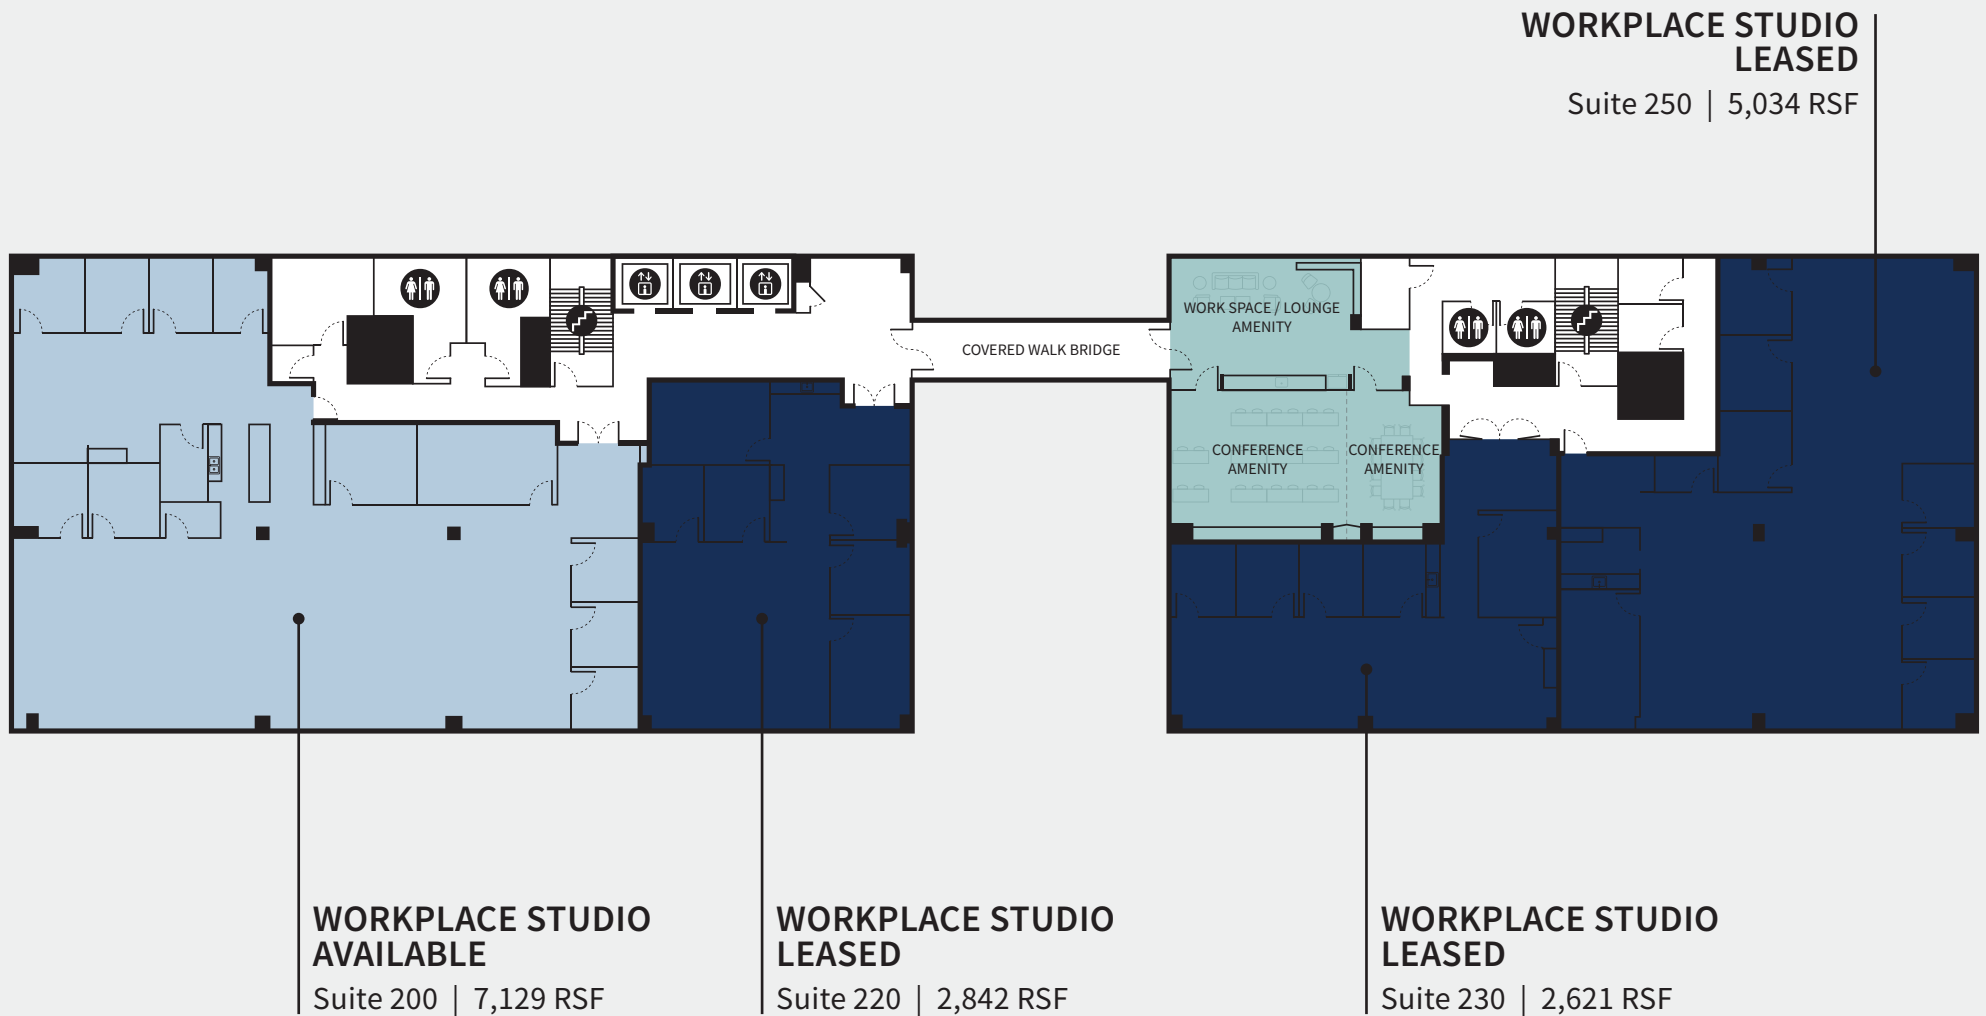 WORKPLACE STUDIO
LEASED
Suite 250 | 5,034 RSF
WORK SPACE / LOUNGE
AMENITY
COVERED WALK BRIDGE
CONFERENCE
AMENITY
CONFERENCE
AMENITY
WORKPLACE STUDIO
AVAILABLE
Suite 200 | 7,129 RSF
WORKPLACE STUDIO
LEASED
Suite 220 | 2,842 RSF
WORKPLACE STUDIO
LEASED
Suite 230 | 2,621 RSF